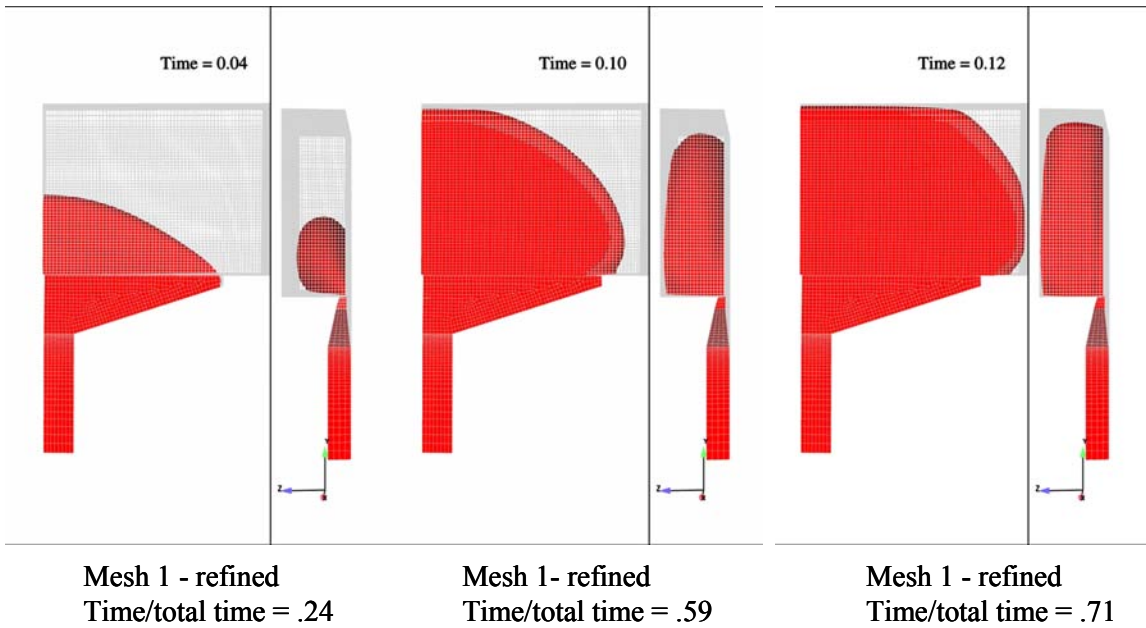 Time = 0.04
Time = 0.10
Time = 0.12
Y
Z
Y
Z
Y
Z
Mesh 1 - refined
Time/total time = .24
Mesh 1- refined
Time/total time = .59
Mesh 1 - refined
Time/total time = .71